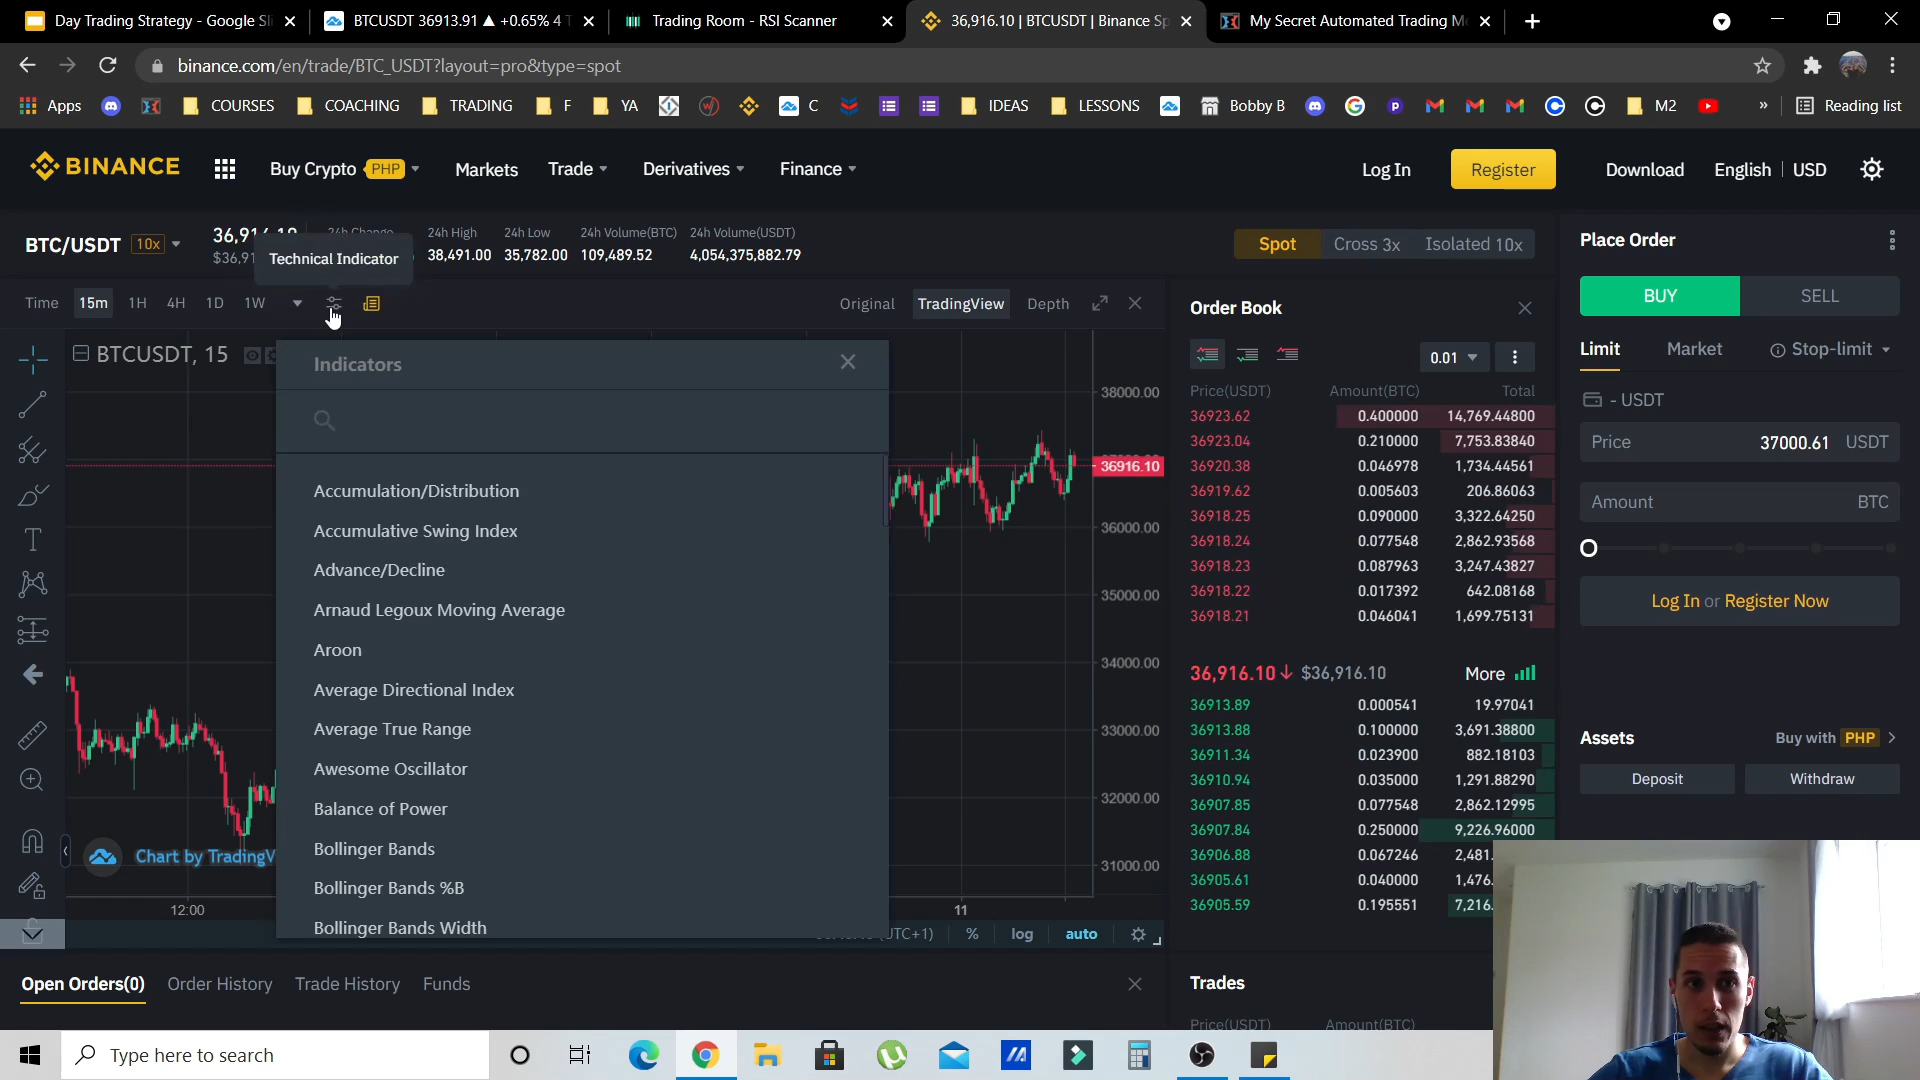 Day Trading Strategy - Google Sli
BTCUSDT 36913.91 ▲ +0.65% 4 T
Trading Room - RSI Scanner
36,916.10 | BTCUSDT | Binance Sp
My Secret Automated Trading M
binance.com/en/trade/BTC_USDT?layout=pro&type=spot
Apps
COURSES
COACHING
TRADING
F
YA
C
IDEAS
LESSONS
Bobby B
M2
»
Reading list
BINANCE
Buy Crypto PHP
Markets
Trade
Derivatives
Finance
Log In
Register
Download
English
USD
BTC/USDT 10x
24h High
24h Low
24h Volume(BTC)
24h Volume(USDT)
$36,91
Technical Indicator
38,491.00
35,782.00
109,489.52
4,054,375,882.79
Spot
Cross 3x
Isolated 10x
Time
15m
1H
4H
1D
1W
Original
TradingView
Depth
BTCUSDT, 15
Indicators
Accumulation/Distribution
Accumulative Swing Index
Advance/Decline
Arnaud Legoux Moving Average
Aroon
Average Directional Index
Average True Range
Awesome Oscillator
Balance of Power
Bollinger Bands
Bollinger Bands %B
Bollinger Bands Width
38000.00
36916.10
36000.00
35000.00
34000.00
33000.00
32000.00
31000.00
Chart by TradingV
12:00
11
UTC+1)
%
log
auto
Open Orders(0)
Order History
Trade History
Funds
Order Book
0.01
Price(USDT) Amount(BTC) Total
36923.62 0.400000 14,769.44800
36923.04 0.210000 7,753.83840
36920.38 0.046978 1,734.44561
36919.62 0.005603 206.86063
36918.25 0.090000 3,322.64250
36918.24 0.077548 2,862.93568
36918.23 0.087963 3,247.43827
36918.22 0.017392 642.08168
36918.21 0.046041 1,699.75131
36,916.10↓ $36,916.10 More
36913.89 0.000541 19.97041
36913.88 0.100000 3,691.38800
36911.34 0.023900 882.18103
36910.94 0.035000 1,291.88290
36907.85 0.077548 2,862.12995
36907.84 0.250000 9,226.96000
36906.88 0.067246 2,481.
36905.61 0.040000 1,476.
36905.59 0.195551 7,216.
Trades
Price(USDT) Amount(BTC)
Place Order
BUY
SELL
Limit
Market
Stop-limit
- USDT
Price 37000.61 USDT
Amount BTC
Log In or Register Now
Assets
Buy with PHP
Deposit
Withdraw
Type here to search